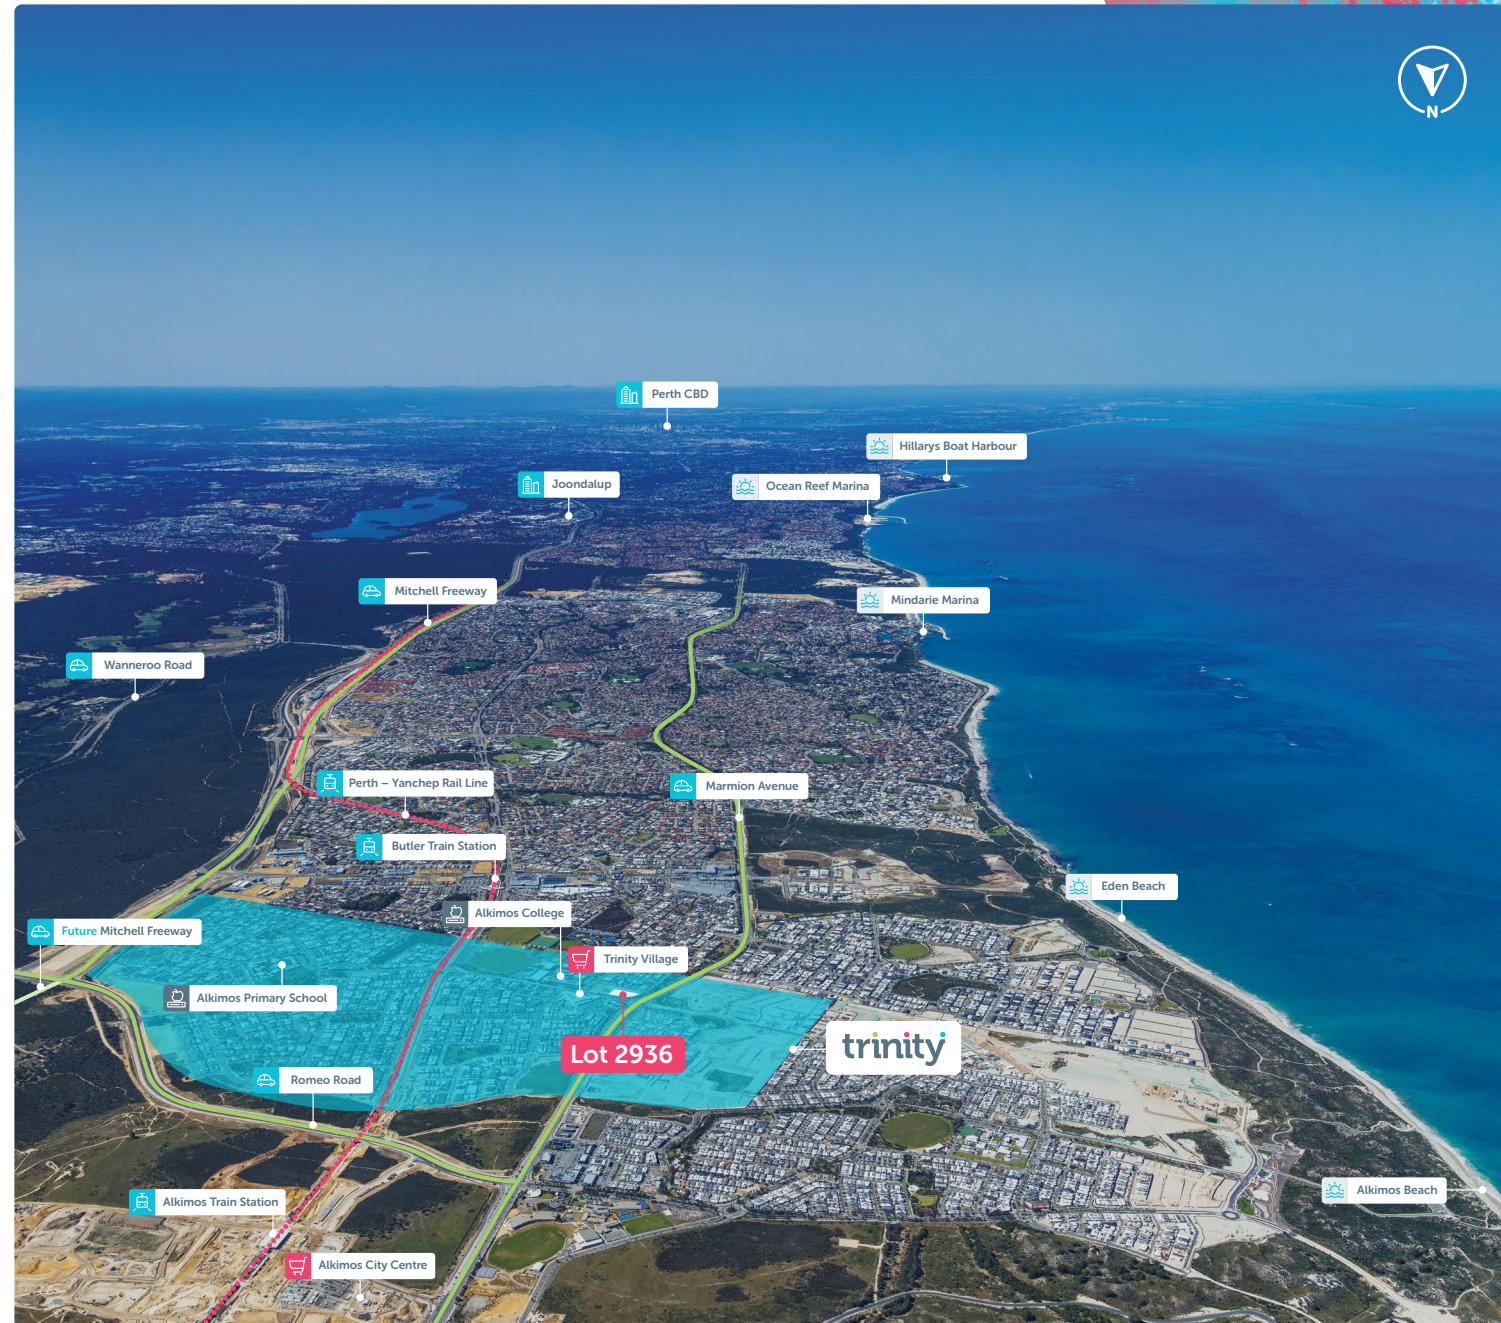 N
Perth CBD
Hillarys Boat Harbour
Joondalup
Ocean Reef Marina
Mitchell Freeway
Mindarie Marina
Wanneroo Road
Perth – Yanchep Rail Line
Marmion Avenue
Butler Train Station
Eden Beach
Alkimos College
Future Mitchell Freeway
Trinity Village
Alkimos Primary School
Lot 2936
trinity
Romeo Road
Alkimos Beach
Alkimos Train Station
Alkimos City Centre